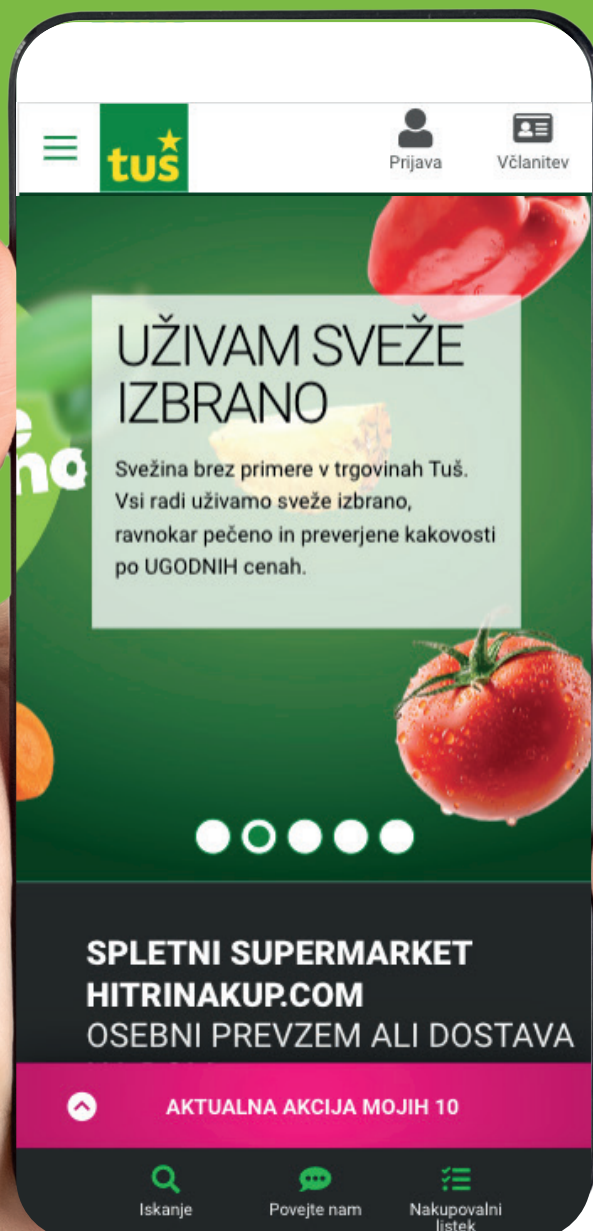 tuš
Prijava
Včlanitev
UŽIVAM SVEŽE
IZBRANO
Svežina brez primere v trgovinah Tuš.
Vsi radi uživamo sveže izbrano,
ravnokar pečeno in preverjene kakovosti
po UGODNIH cenah.
SPLETNI SUPERMARKET
HITRINAKUP.COM
OSEBNI PREVZEM ALI DOSTAVA
AKTUALNA AKCIJA MOJIH 10
Iskanje
Povejte nam
Nakupovalni
listek